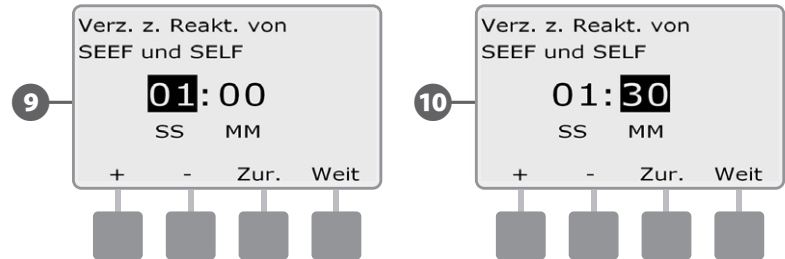 9
Verz. z. Reakt. von
SEEF und SELF
01:00
SS MM
+ - Zur. Weit
10
Verz. z. Reakt. von
SEEF und SELF
01:30
SS MM
+ - Zur. Weit